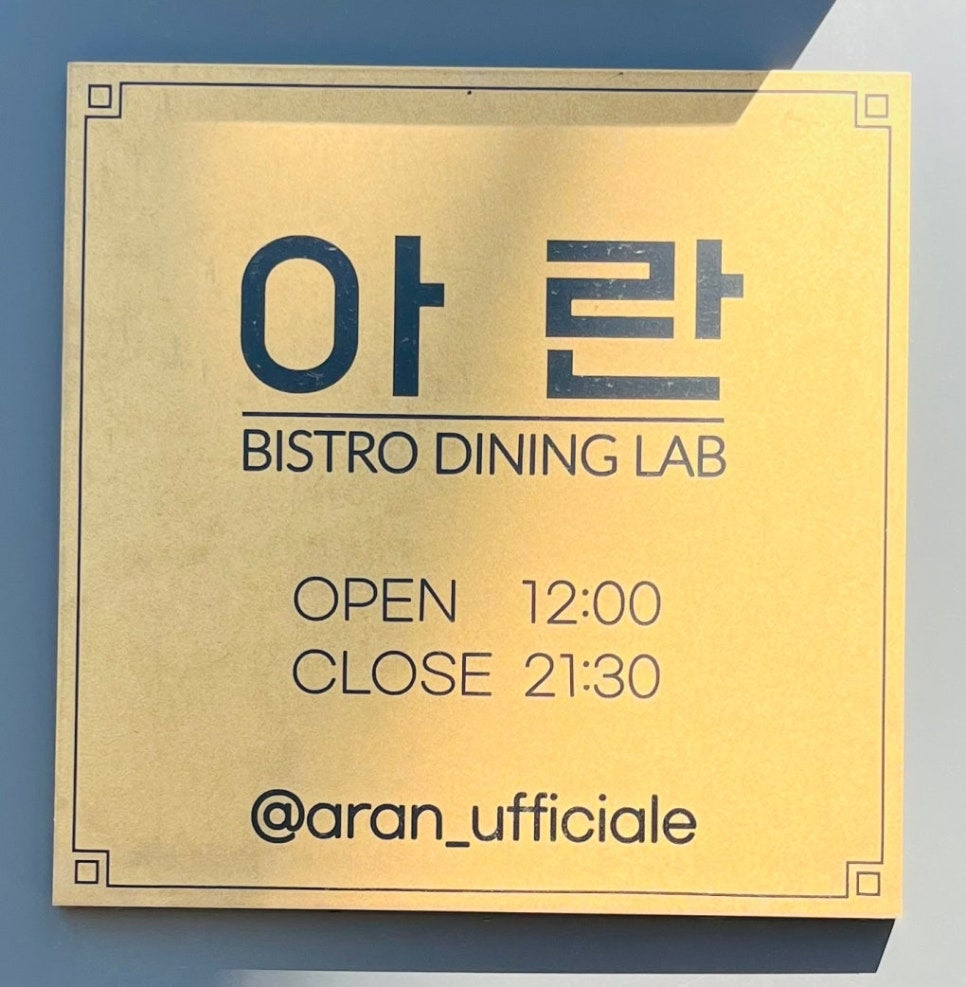 아란
BISTRO DINING LAB
OPEN 12:00
CLOSE 21:30
@aran_ufficiale